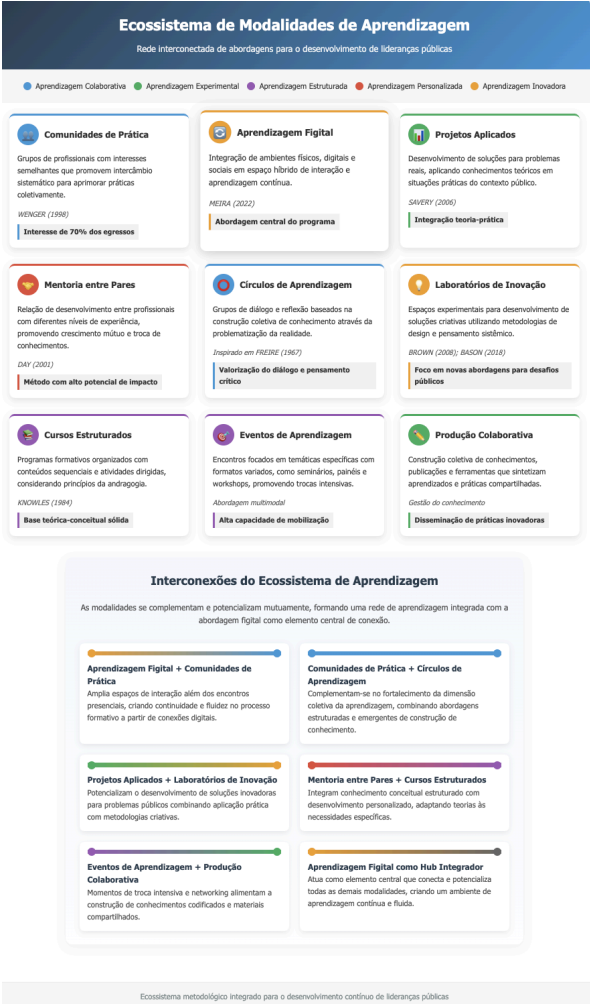 Ecossistema de Modalidades de Aprendizagem
Rede interconectada de abordagens para o desenvolvimento de lideranças públicas
Aprendizagem Colaborativa
Aprendizagem Experimental
Aprendizagem Estruturada
Aprendizagem Personalizada
Aprendizagem Inovadora
Comunidades de Prática
Grupos de profissionais com interesses
semelhantes que promovem intercâmbio
sistemático para aprimorar práticas
coletivamente.
WENGER (1998)
Interesse de 70% dos egressos
Aprendizagem Figital
Integração de ambientes físicos, digitais e
sociais em espaço híbrido de interação e
aprendizagem contínua.
MEIRA (2022)
Abordagem central do programa
Projetos Aplicados
Desenvolvimento de soluções para problemas
reais, aplicando conhecimentos teóricos em
situações práticas do contexto público.
SAVERY (2006)
Integração teoria-prática
Mentoria entre Pares
Relação de desenvolvimento entre profissionais
com diferentes níveis de experiência,
promovendo crescimento mútuo e troca de
conhecimentos.
DAY (2001)
Método com alto potencial de impacto
Círculos de Aprendizagem
Grupos de diálogo e reflexão baseados na
construção coletiva de conhecimento através da
problematização da realidade.
Inspirado em FREIRE (1967)
Valorização do diálogo e pensamento
crítico
Laboratórios de Inovação
Espaços experimentais para desenvolvimento de
soluções criativas utilizando metodologias de
design e pensamento sistêmico.
BROWN (2008); BASON (2018)
Foco em novas abordagens para desafios
públicos
Cursos Estruturados
Programas formativos organizados com
conteúdos sequenciais e atividades dirigidas,
considerando princípios da andragogia.
KNOWLES (1984)
Base teórica-conceitual sólida
Eventos de Aprendizagem
Encontros focados em temáticas específicas com
formatos variados, como seminários, painéis e
workshops, promovendo trocas intensivas.
Abordagem multimodal
Alta capacidade de mobilização
Produção Colaborativa
Construção coletiva de conhecimentos,
publicações e ferramentas que sintetizam
aprendizados e práticas compartilhadas.
Gestão do conhecimento
Disseminação de práticas inovadoras
Interconexões do Ecossistema de Aprendizagem
As modalidades se complementam e potencializam mutuamente, formando uma rede de aprendizagem integrada com a
abordagem figital como elemento central de conexão.
Aprendizagem Figital + Comunidades de
Prática
Amplia espaços de interação além dos encontros
presenciais, criando continuidade e fluidez no processo
formativo a partir de conexões digitais.
Comunidades de Prática + Círculos de
Aprendizagem
Complementam-se no fortalecimento da dimensão
coletiva da aprendizagem, combinando abordagens
estruturadas e emergentes de construção de
conhecimento.
Projetos Aplicados + Laboratórios de Inovação
Potencializam o desenvolvimento de soluções inovadoras
para problemas públicos combinando aplicação prática
com metodologias criativas.
Mentoria entre Pares + Cursos Estruturados
Integram conhecimento conceitual estruturado com
desenvolvimento personalizado, adaptando teorias às
necessidades específicas.
Eventos de Aprendizagem + Produção
Colaborativa
Momentos de troca intensiva e networking alimentam a
construção de conhecimentos codificados e materiais
compartilhados.
Aprendizagem Figital como Hub Integrador
Atua como elemento central que conecta e potencializa
todas as demais modalidades, criando um ambiente de
aprendizagem contínua e fluida.
Ecossistema metodológico integrado para o desenvolvimento contínuo de lideranças públicas